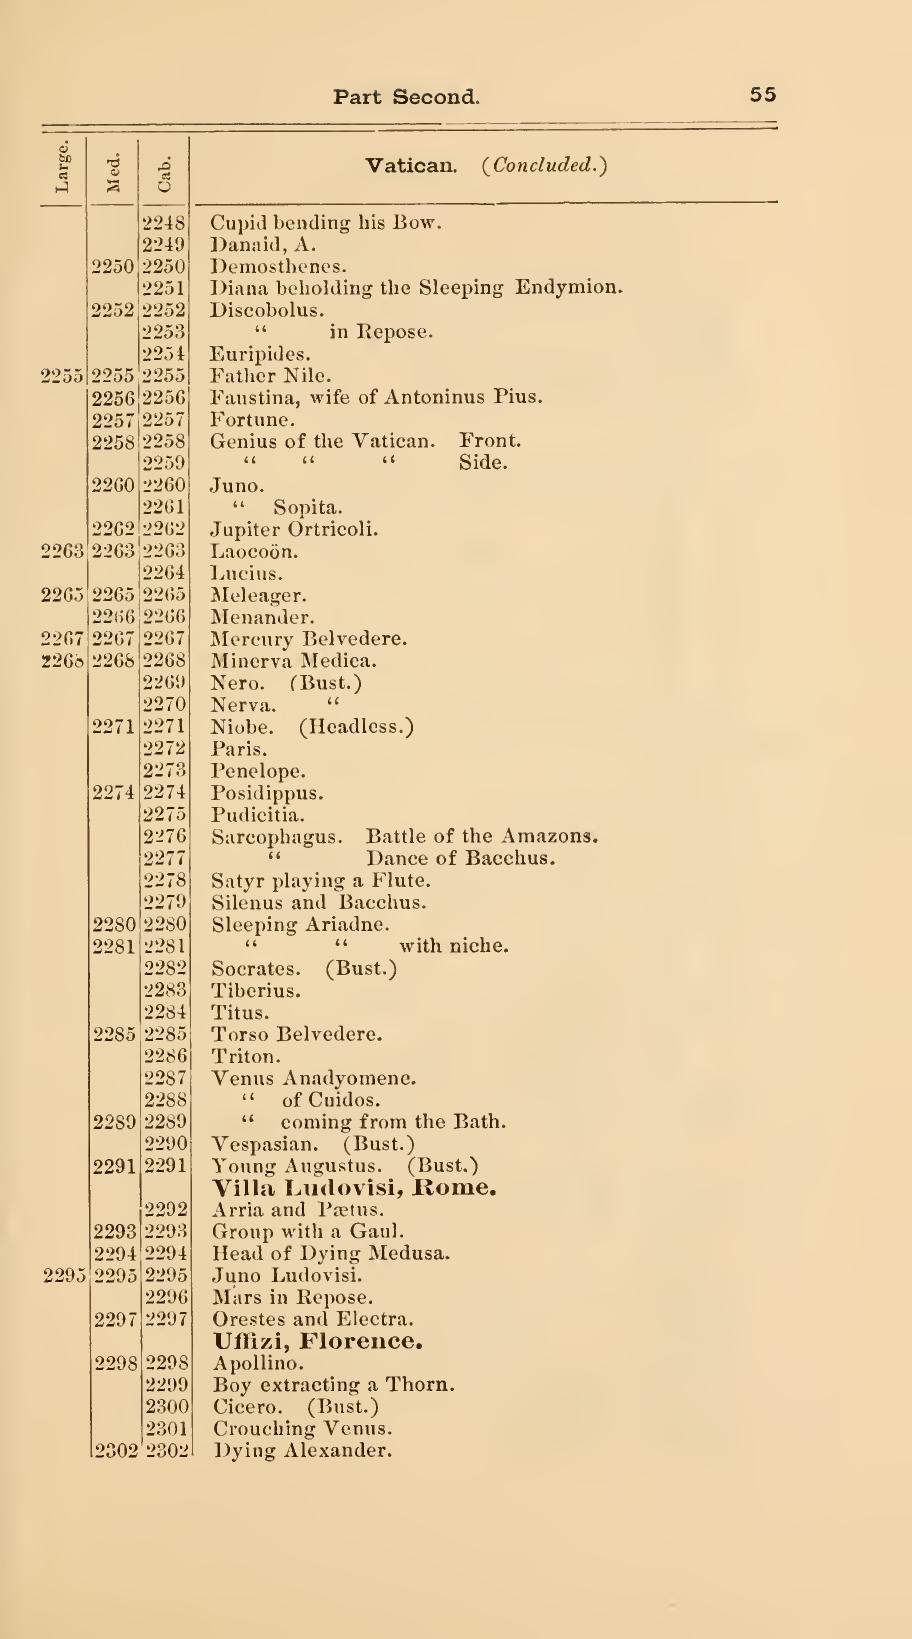 Part Second. 55
Large. Med. Cab. Vatican. (Concluded.)
2248 Cupid bending his Bow.
2249 Danaid, A.
2250 2250 Demosthenes.
2251 Diana beholding the Sleeping Endymion.
2252 2252 Discobolus.
2253 “ in Repose.
2254 Euripides.
2255 2255 2255 Father Nile.
2256 2256 Faustina, wife of Antoninus Pius.
2257 2257 Fortune.
2258 2258 Genius of the Vatican. Front.
2259 “ “ “ Side.
2260 2260 Juno.
2261 “ Sopita.
2262 2262 Jupiter Ortricoli.
2263 2263 2263 Laocoön.
2264 Lucius.
2265 2265 2265 Meleager.
2266 2266 Menander.
2267 2267 2267 Mercury Belvedere.
2268 2268 2268 Minerva Medica.
2269 Nero. (Bust.)
2270 Nerva. “
2271 2271 Niobe. (Headless.)
2272 Paris.
2273 Penelope.
2274 2274 Posidippus.
2275 Pudicitia.
2276 Sarcophagus. Battle of the Amazons.
2277 “ Dance of Bacchus.
2278 Satyr playing a Flute.
2279 Silenus and Bacchus.
2280 2280 Sleeping Ariadne.
2281 2281 “ “ with niche.
2282 Socrates. (Bust.)
2283 Tiberius.
2284 Titus.
2285 2285 Torso Belvedere.
2286 Triton.
2287 Venus Anadyomene.
2288 “ of Cuidos.
2289 2289 “ coming from the Bath.
2290 Vespasian. (Bust.)
2291 2291 Young Augustus. (Bust.)
Villa Ludovisi, Rome.
2292 Arria and Pætus.
2293 2293 Group with a Gaul.
2294 2294 Head of Dying Medusa.
2295 2295 2295 Juno Ludovisi.
2296 Mars in Repose.
2297 2297 Orestes and Electra.
Uffizi, Florence.
2298 2298 Apollino.
2299 Boy extracting a Thorn.
2300 Cicero. (Bust.)
2301 Crouching Venus.
2302 2302 Dying Alexander.